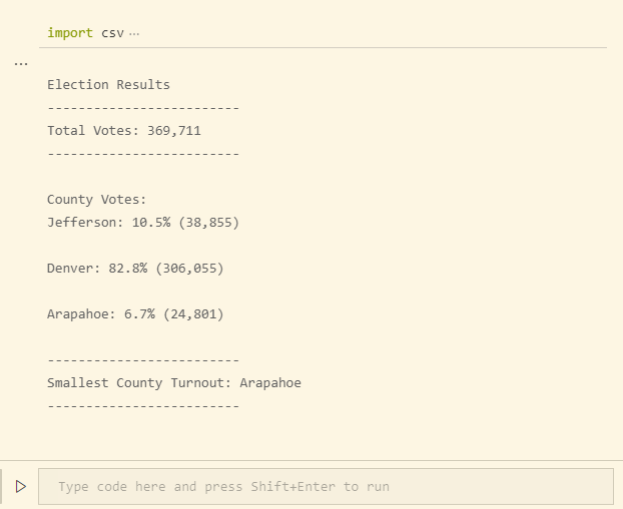 import csv ...
...
Election Results
-------------------------
Total Votes: 369,711
-------------------------
County Votes:
Jefferson: 10.5% (38,855)
Denver: 82.8% (306,055)
Arapahoe: 6.7% (24,801)
-------------------------
Smallest County Turnout: Arapahoe
-------------------------
Type code here and press Shift+Enter to run